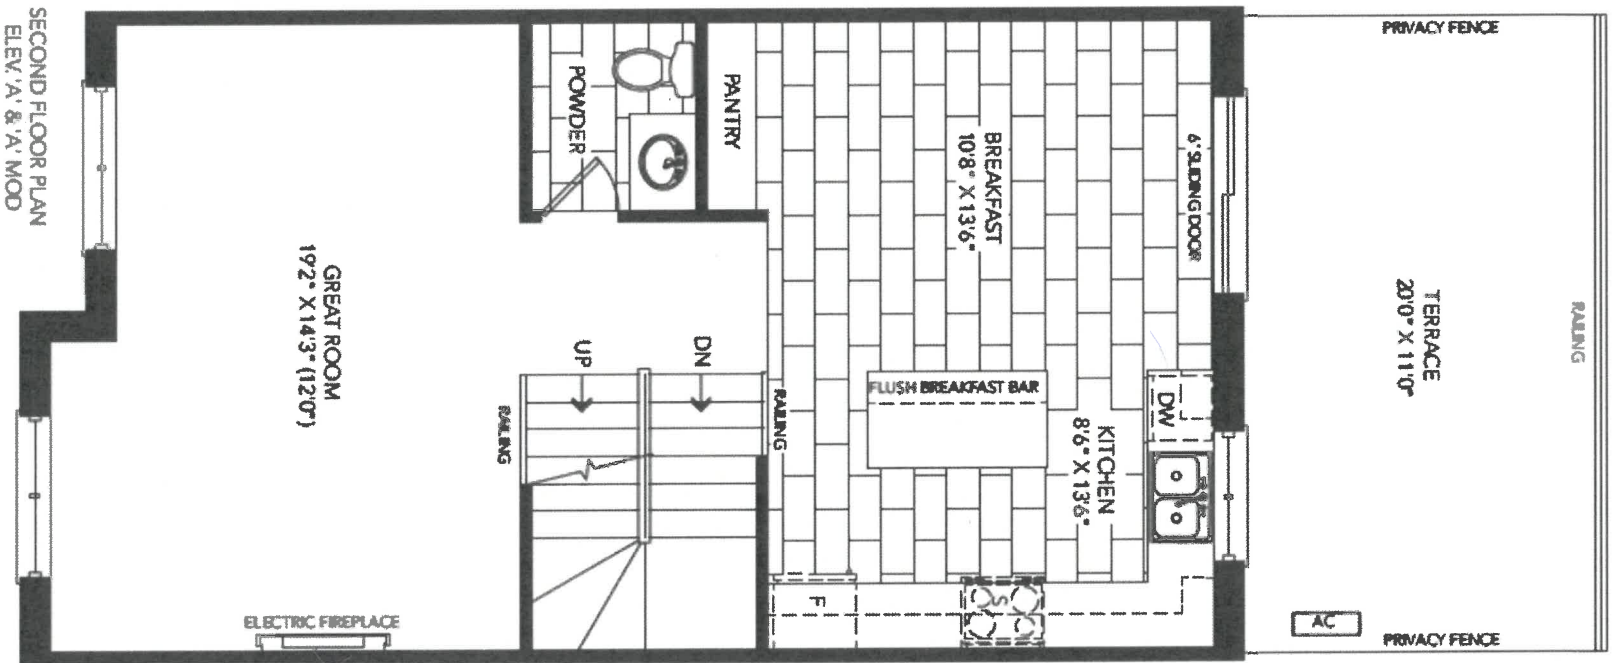 SECOND FLOOR PLAN
ELEV. 'A' & 'A' MOD
GREAT ROOM
19'2" X 14'3" (12'0")
ELECTRIC FIREPLACE
POWDER
PANTRY
UP
DN
RAILING
RAILING
BREAKFAST
10'8" X 13'6"
6' SLIDING DOOR
FLUSH BREAKFAST BAR
KITCHEN
8'6" X 13'6"
DW
F
S
PRIVACY FENCE
TERRACE
20'0" X 11'0"
RAILING
AC
PRIVACY FENCE